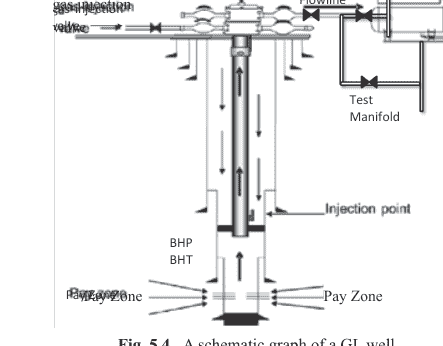 gas injection
valve
Flowline
Test
Manifold
Injection point
BHP
BHT
Pay Zone
Pay Zone
Fig. 5.4 A schematic graph of a GL well